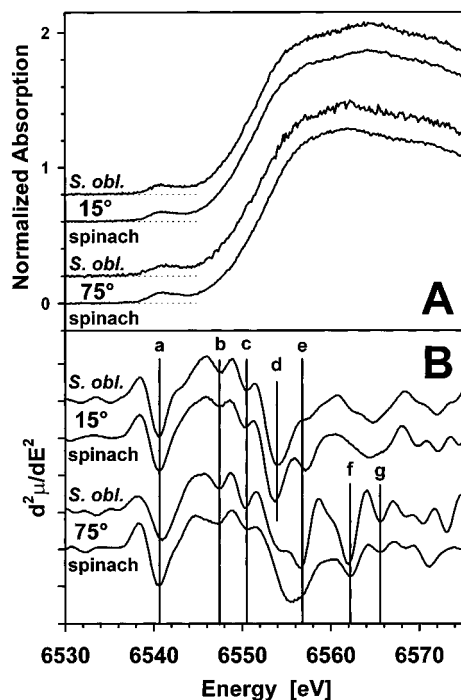 Normalized Absorption
2
1
0
S. obl.
15°
spinach
S. obl.
75°
spinach
A
B
a
b
c
d
e
f
g
S. obl.
15°
spinach
S. obl.
75°
spinach
d²μ/dE²
6530
6540
6550
6560
6570
Energy [eV]